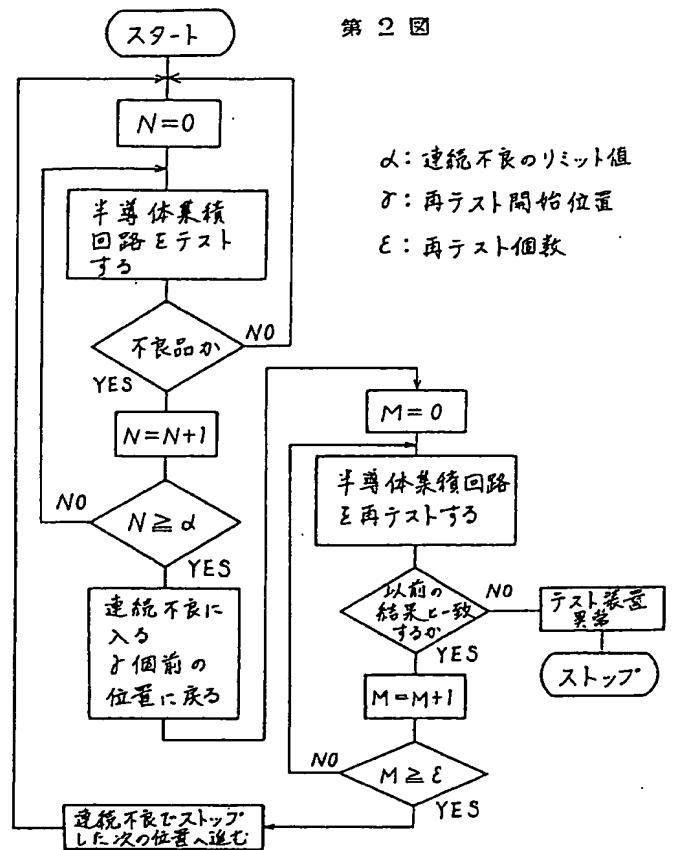 第2図
スタート
N=0
α: 連続不良のリミット値
γ: 再テスト開始位置
ε: 再テスト個数
半導体集積
回路をテスト
する
不良品か
NO
YES
N=N+1
N≧α
NO
YES
連続不良に
入る
γ個前の
位置に戻る
M=0
半導体集積回路
を再テストする
以前の
結果と一致
するか
NO
YES
テスト装置
異常
ストップ
M=M+1
M≧ε
NO
YES
連続不良でストップ
した次の位置へ進む